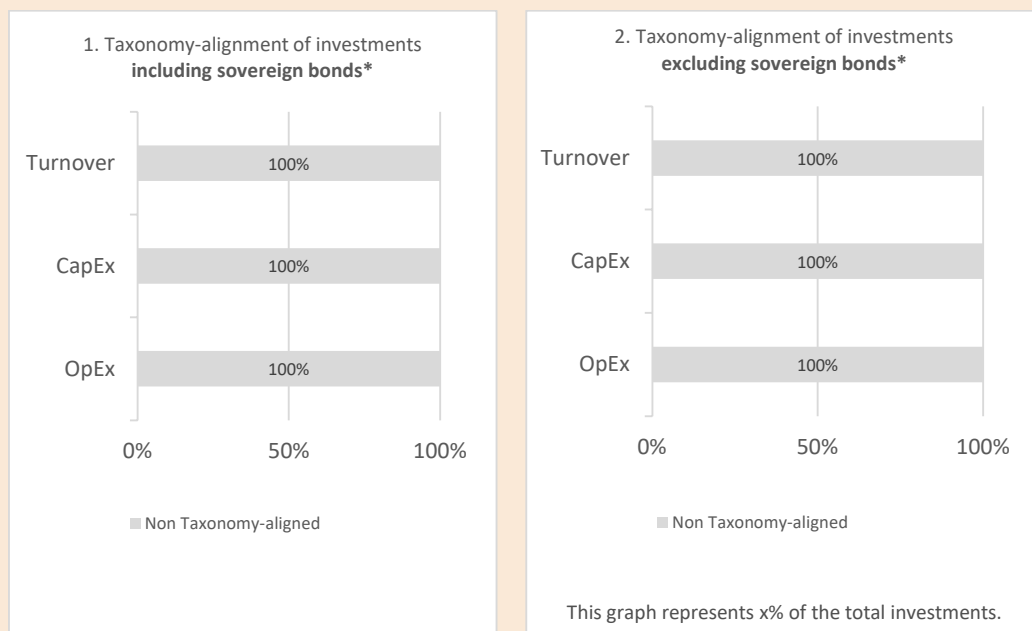 1. Taxonomy-alignment of investments
including sovereign bonds*
Turnover
100%
CapEx
100%
OpEx
100%
0% 50% 100%
Non Taxonomy-aligned
2. Taxonomy-alignment of investments
excluding sovereign bonds*
Turnover
100%
CapEx
100%
OpEx
100%
0% 50% 100%
Non Taxonomy-aligned
This graph represents x% of the total investments.